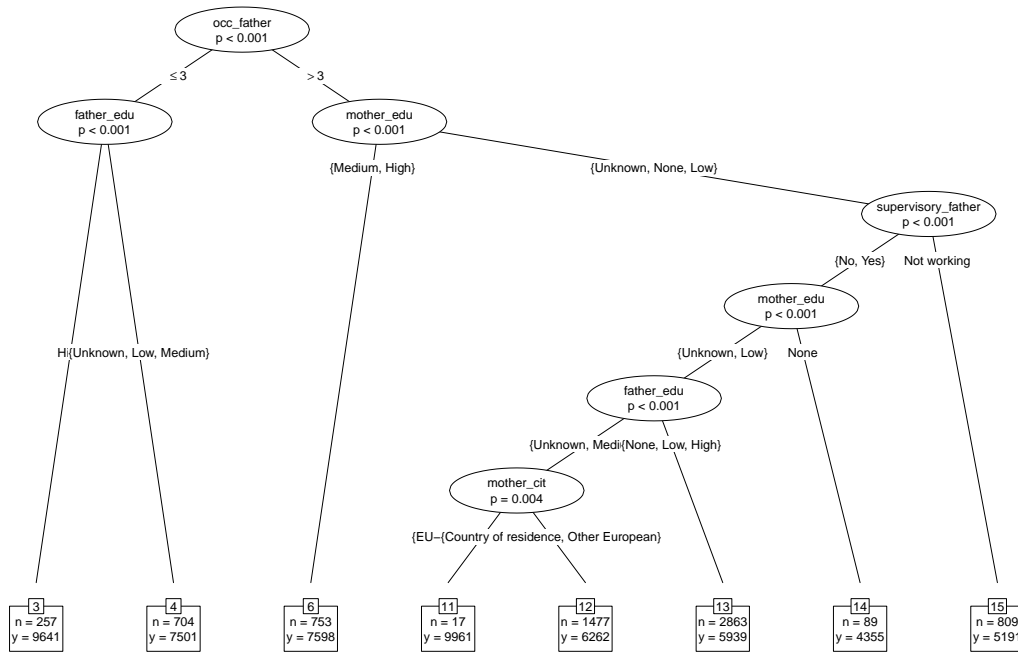 occ_father
p < 0.001
≤ 3
> 3
father_edu
p < 0.001
mother_edu
p < 0.001
{Medium, High}
{Unknown, None, Low}
supervisory_father
p < 0.001
{No, Yes}
Not working
mother_edu
p < 0.001
{Unknown, Low, Medium}
{Unknown, Low}
None
father_edu
p < 0.001
{None, Low, High}
{Unknown,
mother_cit
p = 0.004
{Country of residence, Other European}
3
n = 257
y = 9641
4
n = 704
y = 7501
6
n = 753
y = 7598
11
n = 17
y = 9961
12
n = 1477
y = 6262
13
n = 2863
y = 5939
14
n = 89
y = 4355
15
n = 809
y = 5191